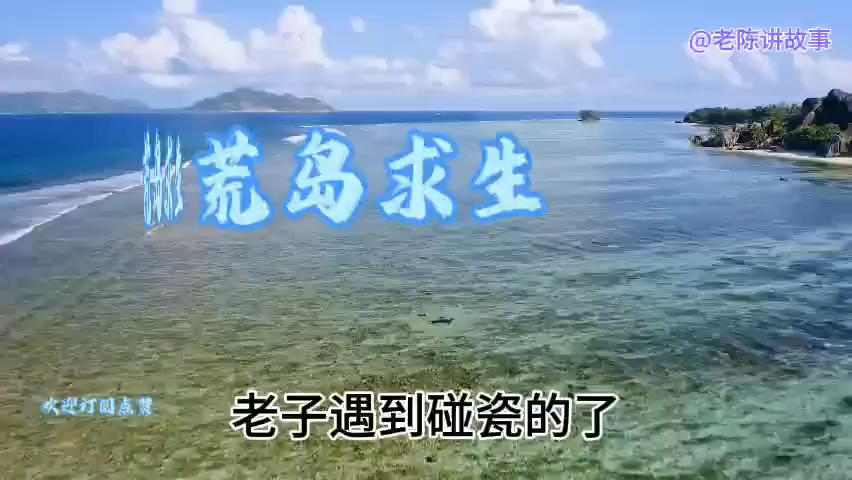 @老陈讲故事
荒岛求生
欢迎订阅点赞
老子遇到碰瓷的了